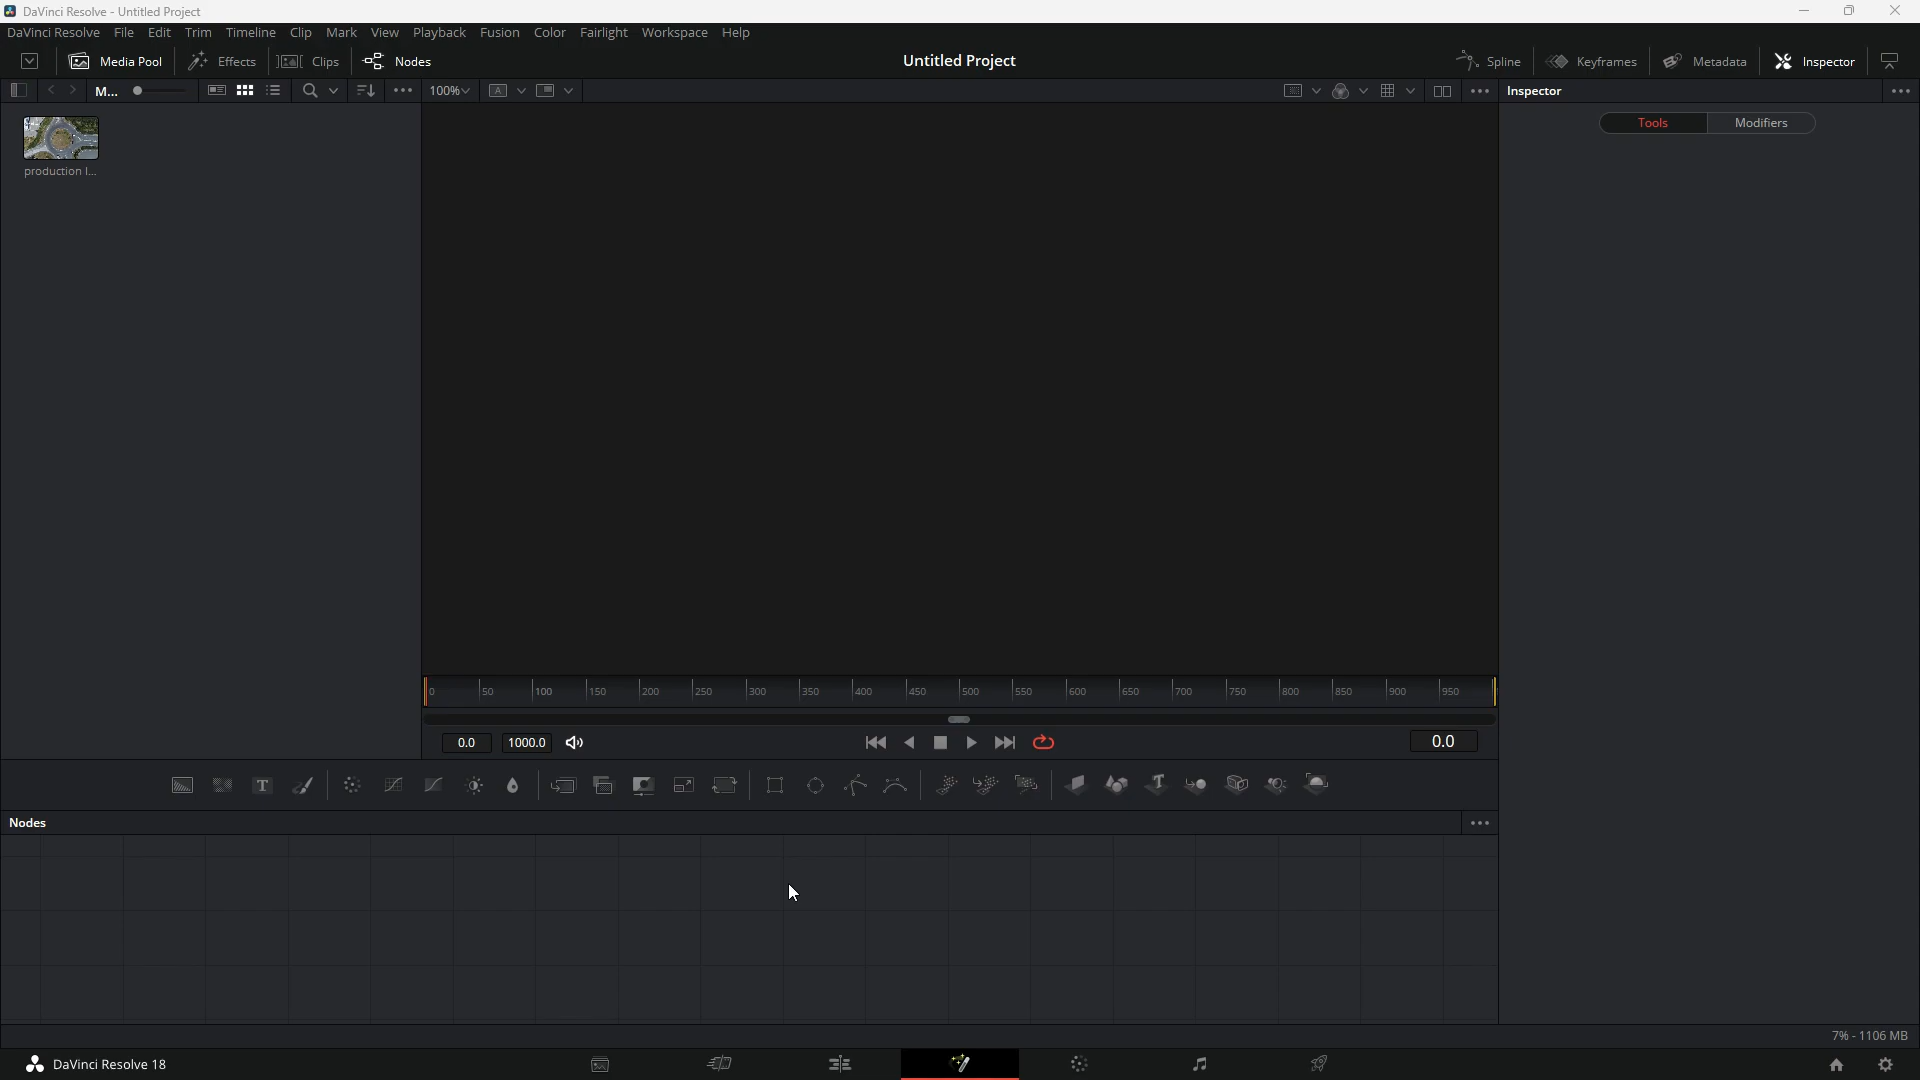 DaVinci Resolve - Untitled Project
DaVinci Resolve File Edit Trim Timeline Clip Mark View Playback Fusion Color Fairlight Workspace Help
Media Pool Effects Clips Nodes Untitled Project Spline Keyframes Metadata Inspector
M... 100% A Inspector
Tools Modifiers
production l...
0 50 100 150 200 250 300 350 400 450 500 550 600 650 700 750 800 850 900 950
0.0 1000.0 0.0
T T
Nodes
7% - 1106 MB
DaVinci Resolve 18